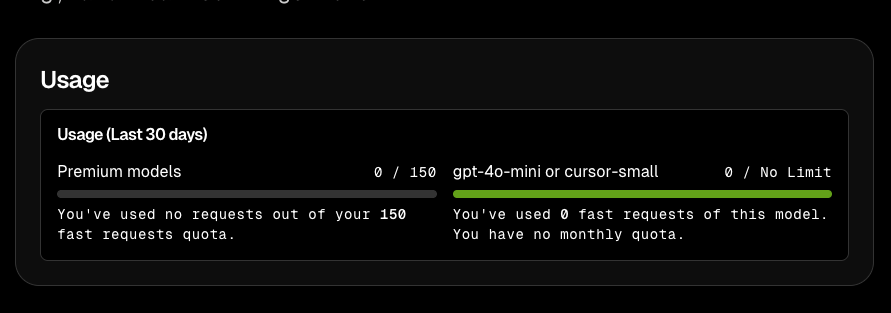 Usage
Usage (Last 30 days)
Premium models 0 / 150
You've used no requests out of your 150
fast requests quota.
gpt-4o-mini or cursor-small 0 / No Limit
You've used 0 fast requests of this model.
You have no monthly quota.